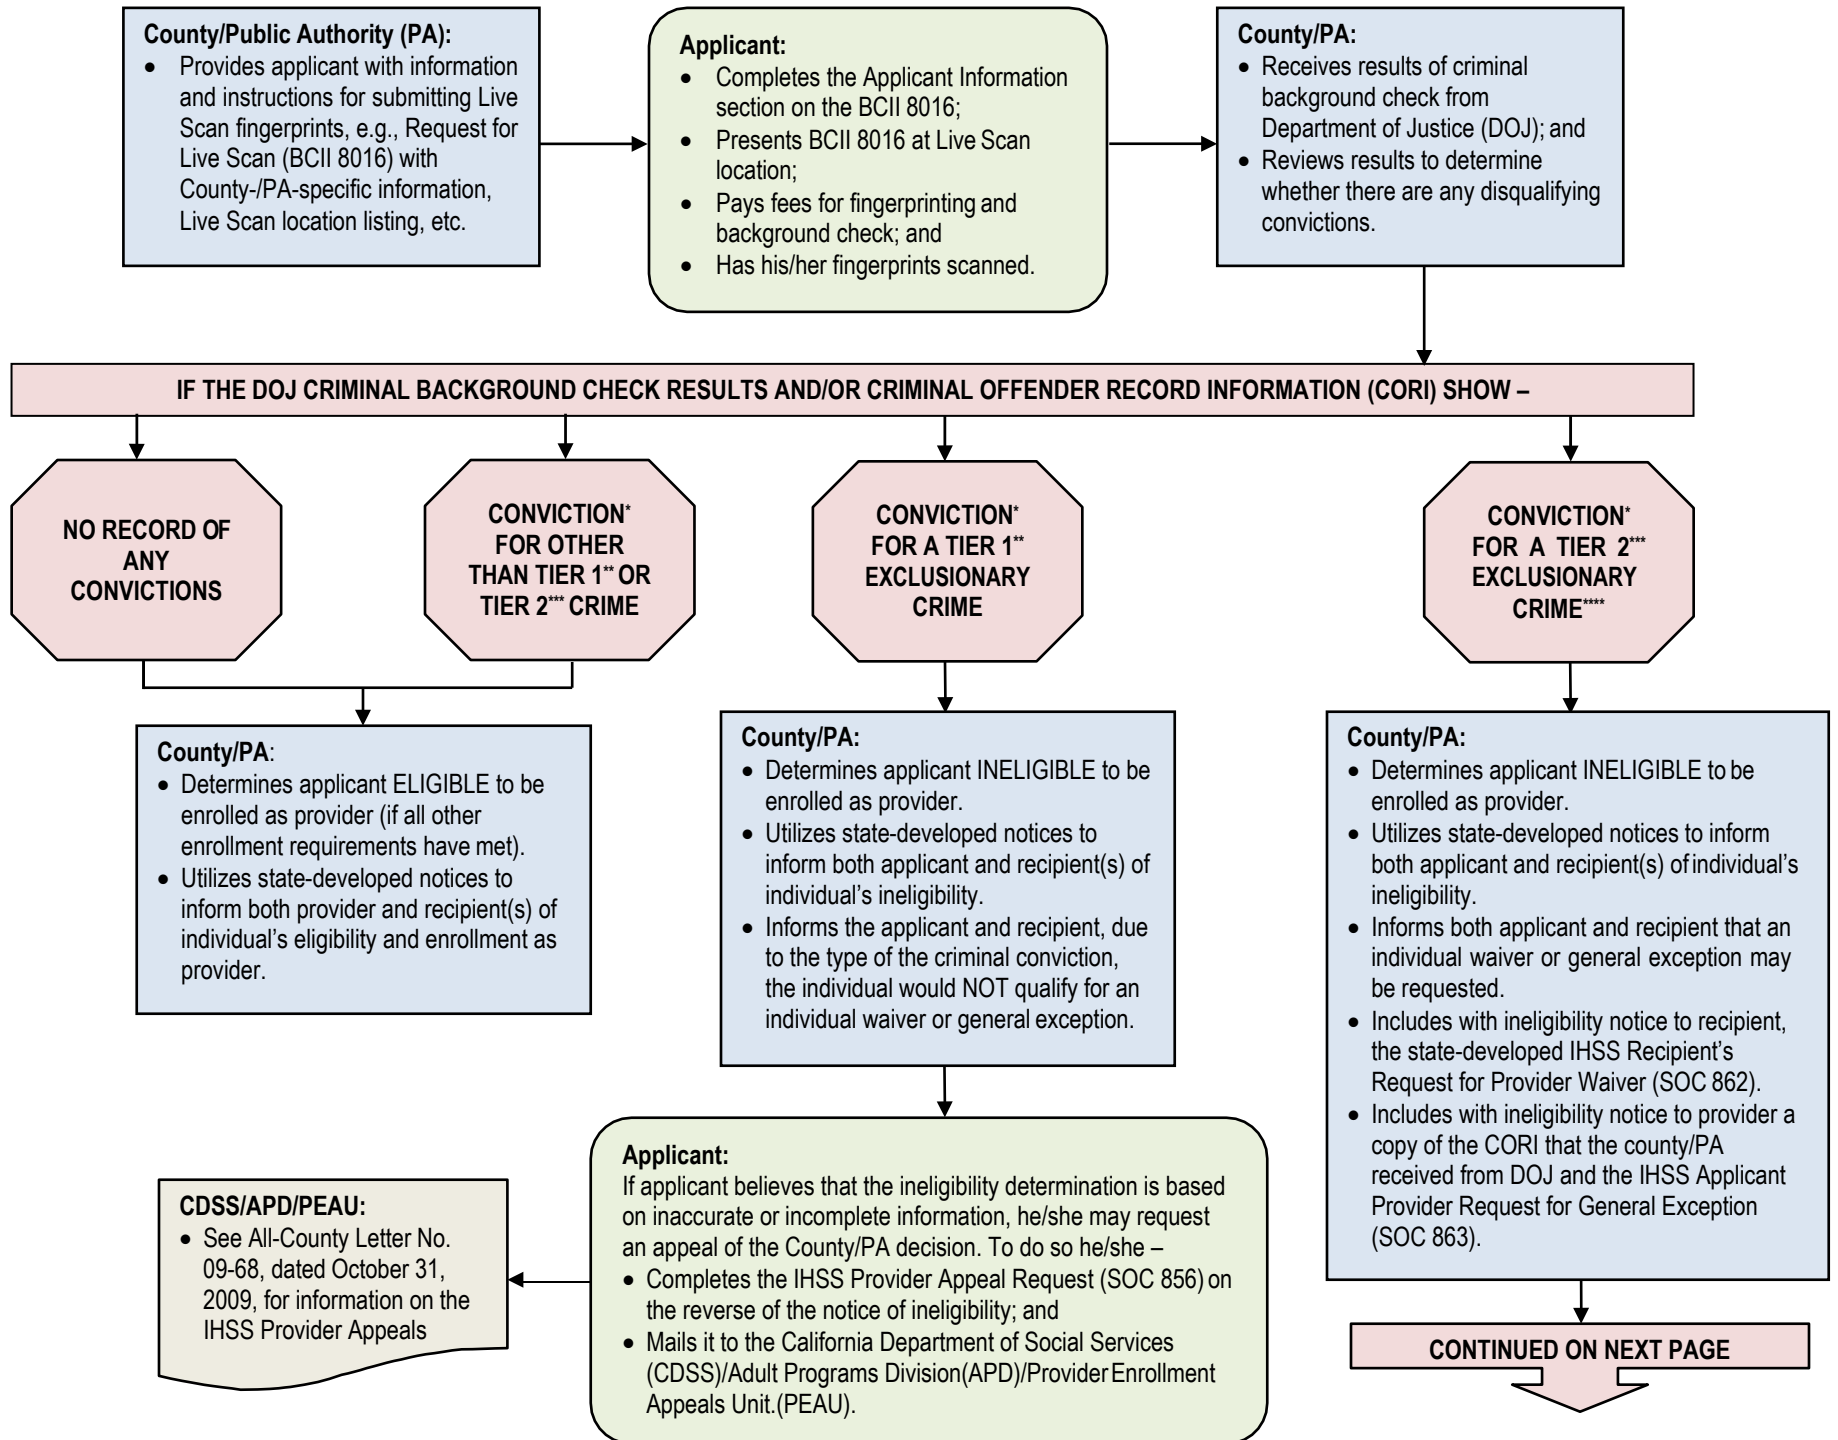 County/Public Authority (PA):
• Provides applicant with information
and instructions for submitting Live
Scan fingerprints, e.g., Request for
Live Scan (BCII 8016) with
County-/PA-specific information,
Live Scan location listing, etc.
Applicant:
• Completes the Applicant Information
section on the BCII 8016;
• Presents BCII 8016 at Live Scan
location;
• Pays fees for fingerprinting and
background check; and
• Has his/her fingerprints scanned.
County/PA:
• Receives results of criminal
background check from
Department of Justice (DOJ); and
• Reviews results to determine
whether there are any disqualifying
convictions.
IF THE DOJ CRIMINAL BACKGROUND CHECK RESULTS AND/OR CRIMINAL OFFENDER RECORD INFORMATION (CORI) SHOW –
NO RECORD OF
ANY
CONVICTIONS
CONVICTION*
FOR OTHER
THAN TIER 1** OR
TIER 2*** CRIME
CONVICTION*
FOR A TIER 1**
EXCLUSIONARY
CRIME
CONVICTION*
FOR A TIER 2***
EXCLUSIONARY
CRIME****
County/PA:
• Determines applicant ELIGIBLE to be
enrolled as provider (if all other
enrollment requirements have met).
• Utilizes state-developed notices to
inform both provider and recipient(s) of
individual's eligibility and enrollment as
provider.
County/PA:
• Determines applicant INELIGIBLE to be
enrolled as provider.
• Utilizes state-developed notices to
inform both applicant and recipient(s) of
individual's ineligibility.
• Informs the applicant and recipient, due
to the type of the criminal conviction,
the individual would NOT qualify for an
individual waiver or general exception.
County/PA:
• Determines applicant INELIGIBLE to be
enrolled as provider.
• Utilizes state-developed notices to inform
both applicant and recipient(s) of individual's
ineligibility.
• Informs both applicant and recipient that an
individual waiver or general exception may
be requested.
• Includes with ineligibility notice to recipient,
the state-developed IHSS Recipient's
Request for Provider Waiver (SOC 862).
• Includes with ineligibility notice to provider a
copy of the CORI that the county/PA
received from DOJ and the IHSS Applicant
Provider Request for General Exception
(SOC 863).
CDSS/APD/PEAU:
• See All-County Letter No.
09-68, dated October 31,
2009, for information on the
IHSS Provider Appeals
Applicant:
If applicant believes that the ineligibility determination is based
on inaccurate or incomplete information, he/she may request
an appeal of the County/PA decision. To do so he/she –
• Completes the IHSS Provider Appeal Request (SOC 856) on
the reverse of the notice of ineligibility; and
• Mails it to the California Department of Social Services
(CDSS)/Adult Programs Division(APD)/Provider Enrollment
Appeals Unit.(PEAU).
CONTINUED ON NEXT PAGE